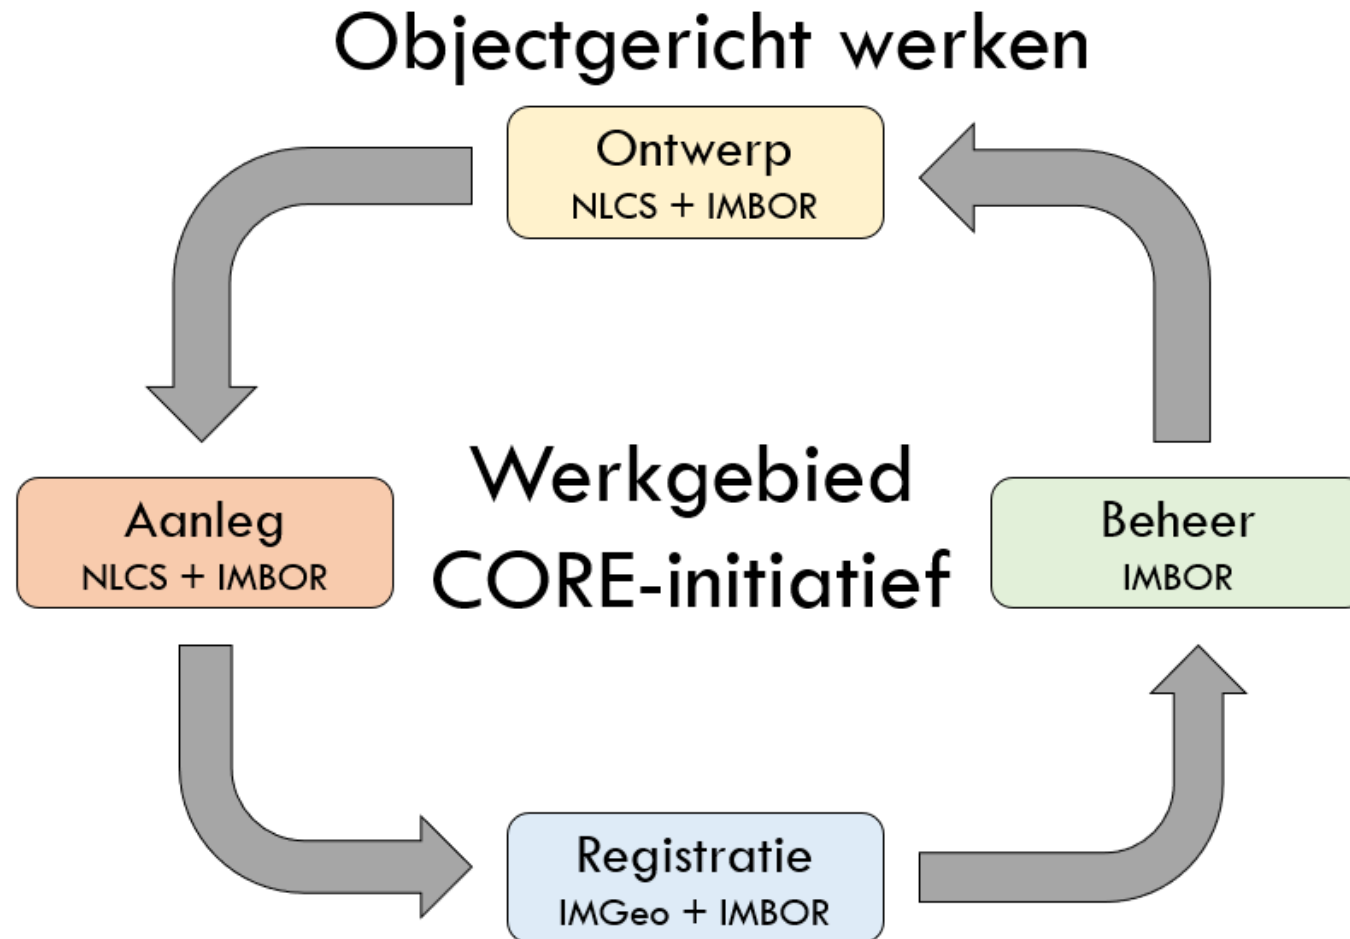 Objectgericht werken
Ontwerp
NLCS + IMBOR
Werkgebied
CORE-initiatief
Aanleg
NLCS + IMBOR
Beheer
IMBOR
Registratie
IMGeo + IMBOR